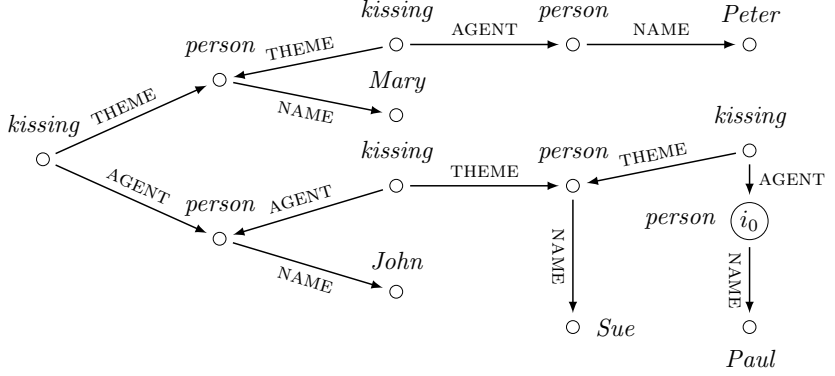 kissing person Peter
person THEME AGENT NAME
Mary
kissing THEME NAME kissing
kissing person THEME
AGENT person AGENT THEME AGENT
person i0
NAME John NAME NAME
Sue
Paul